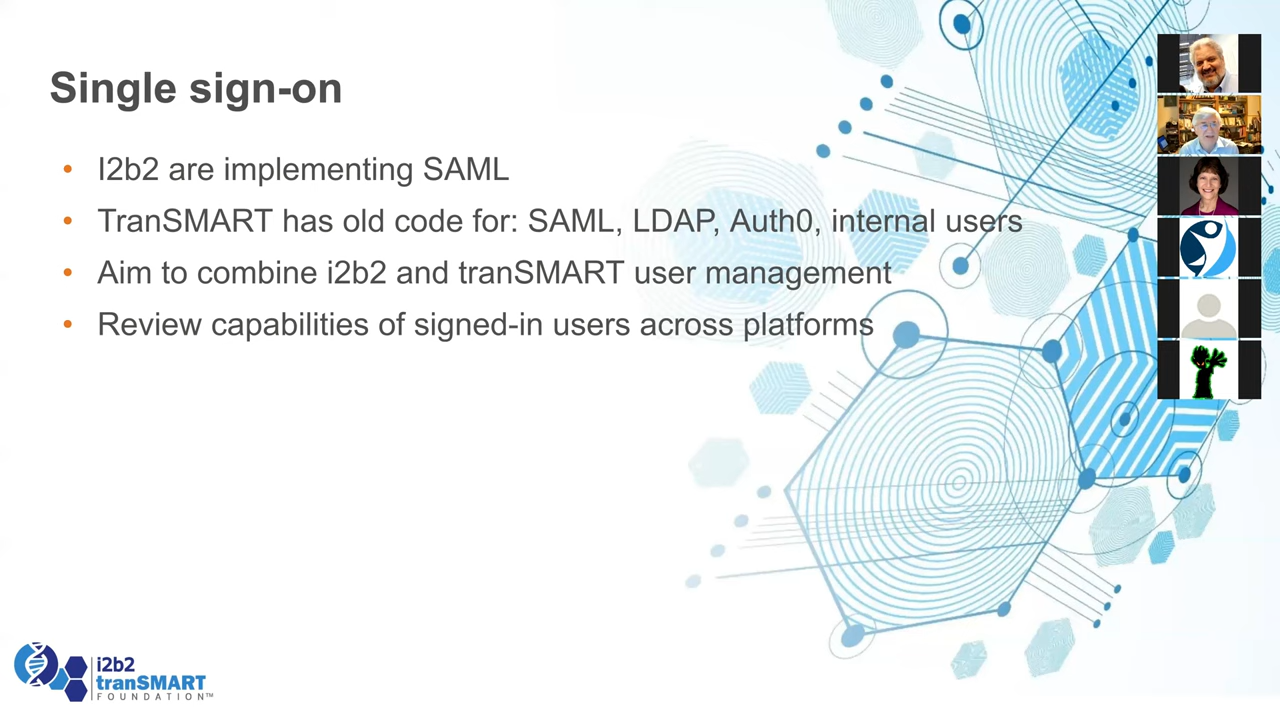 Single sign-on
• I2b2 are implementing SAML
• TranSMART has old code for: SAML, LDAP, Auth0, internal users
• Aim to combine i2b2 and tranSMART user management
• Review capabilities of signed-in users across platforms
i2b2
tranSMART
FOUNDATION™